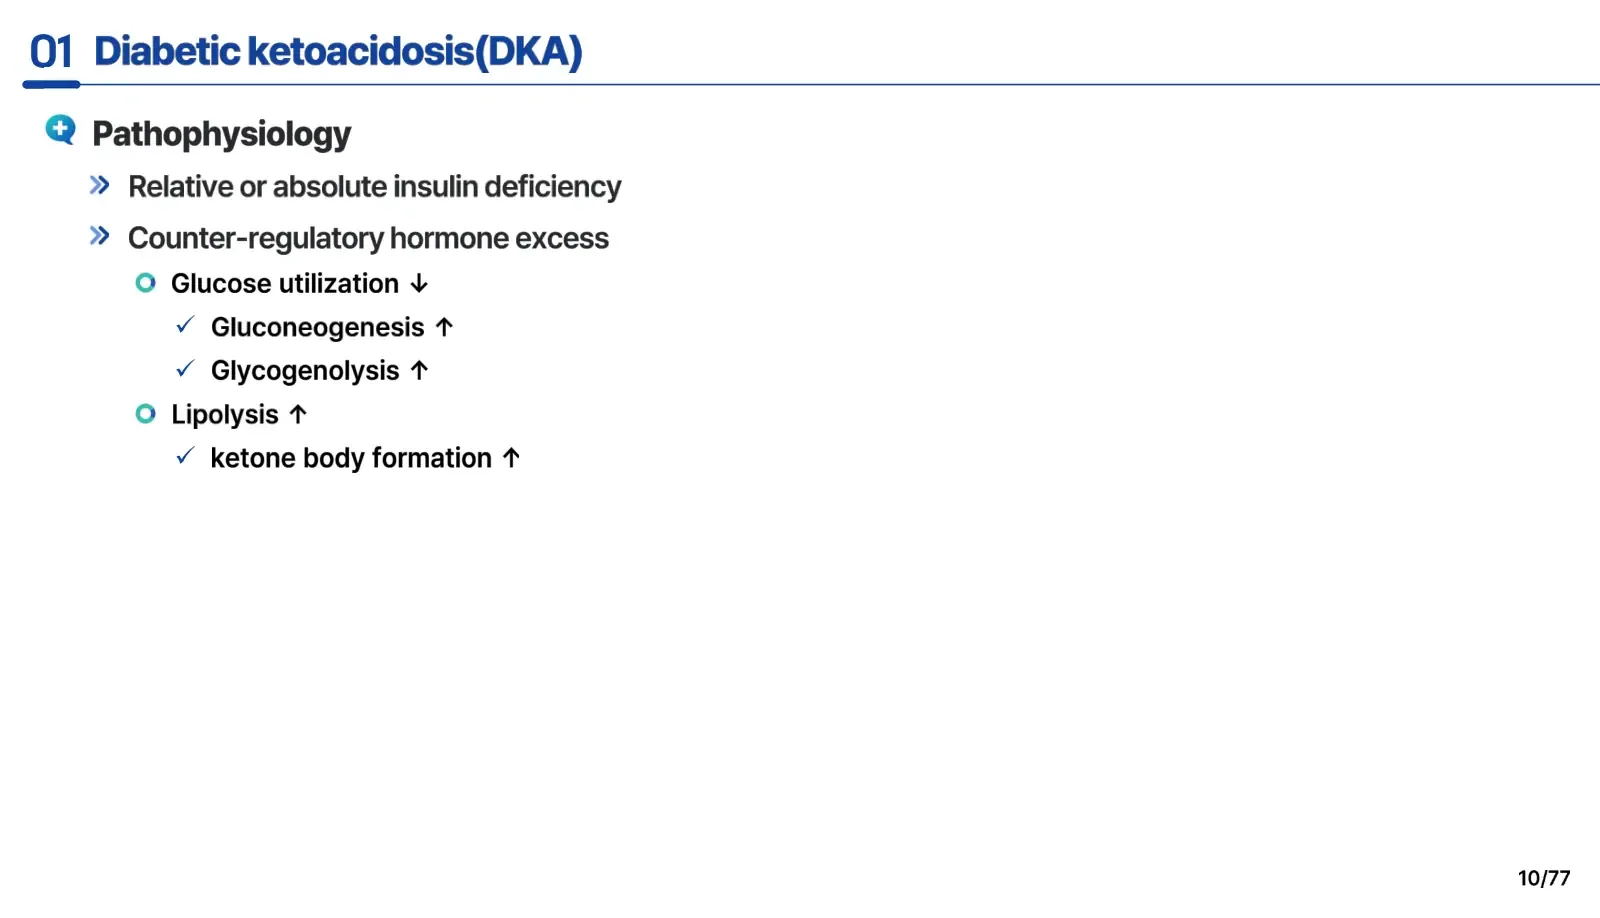 01 Diabetic ketoacidosis(DKA)
Pathophysiology
Relative or absolute insulin deficiency
Counter-regulatory hormone excess
Glucose utilization ↓
Gluconeogenesis ↑
Glycogenolysis ↑
Lipolysis ↑
ketone body formation ↑
10/77